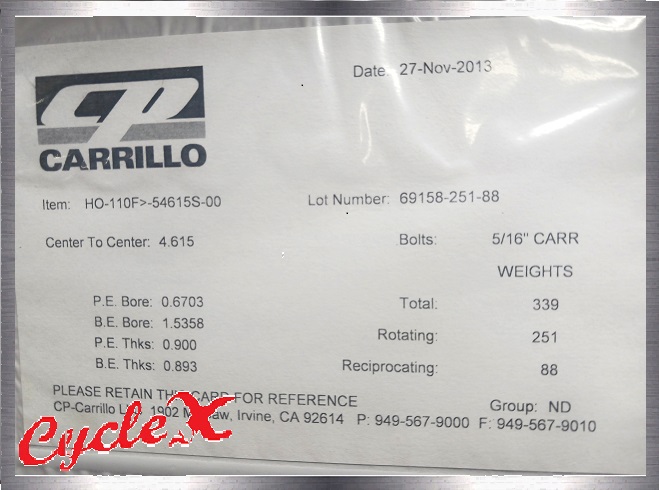 Date: 27-Nov-2013
CP
CARRILLO
Item: HO-110F>-54615S-00
Lot Number: 69158-251-88
Center To Center: 4.615
Bolts: 5/16" CARR
WEIGHTS
P.E. Bore: 0.6703
Total: 339
B.E. Bore: 1.5358
Rotating: 251
P.E. Thks: 0.900
B.E. Thks: 0.893
Reciprocating: 88
PLEASE RETAIN CARD FOR REFERENCE
Group: ND
CP-Carrillo 1902 Irvine, CA 92614 P: 949-567-9000 F: 949-567-9010
CycleX